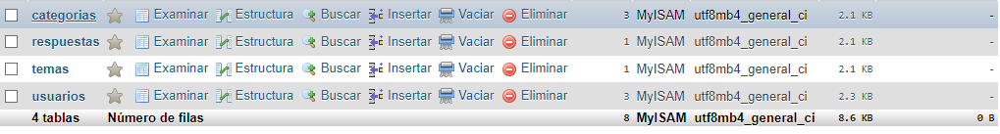 categorias Examinar Estructura Buscar Insertar Vaciar Eliminar 3 MyISAM utf8mb4_general_ci 2.1 KB -
respuestas Examinar Estructura Buscar Insertar Vaciar Eliminar 1 MyISAM utf8mb4_general_ci 2.1 KB -
temas Examinar Estructura Buscar Insertar Vaciar Eliminar 1 MyISAM utf8mb4_general_ci 2.1 KB -
usuarios Examinar Estructura Buscar Insertar Vaciar Eliminar 3 MyISAM utf8mb4_general_ci 2.3 KB -
4 tablas Número de filas 8 MyISAM utf8mb4_general_ci 8.6 KB 0 B